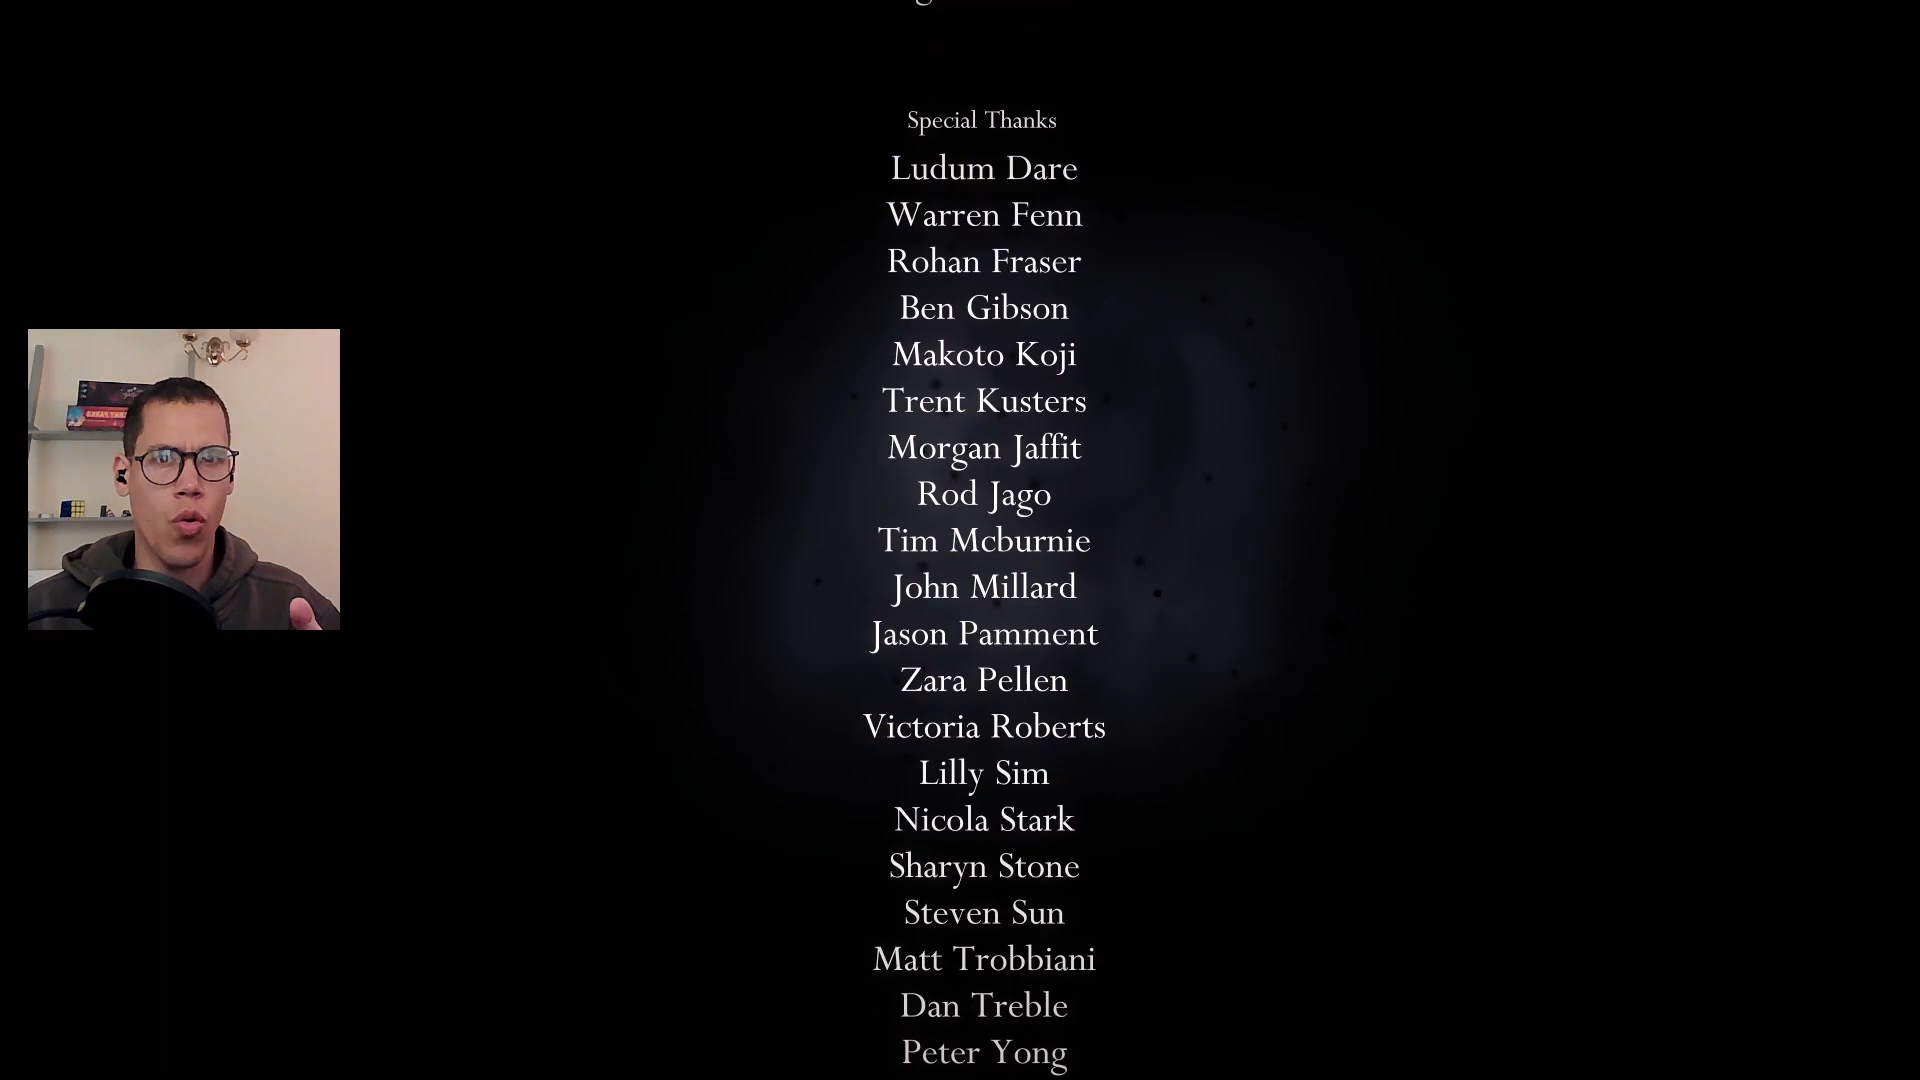 Special Thanks
Ludum Dare
Warren Fenn
Rohan Fraser
Ben Gibson
Makoto Koji
Trent Kusters
Morgan Jaffit
Rod Jago
Tim Mcburnie
John Millard
Jason Pamment
Zara Pellen
Victoria Roberts
Lilly Sim
Nicola Stark
Sharyn Stone
Steven Sun
Matt Trobbiani
Dan Treble
Peter Yong